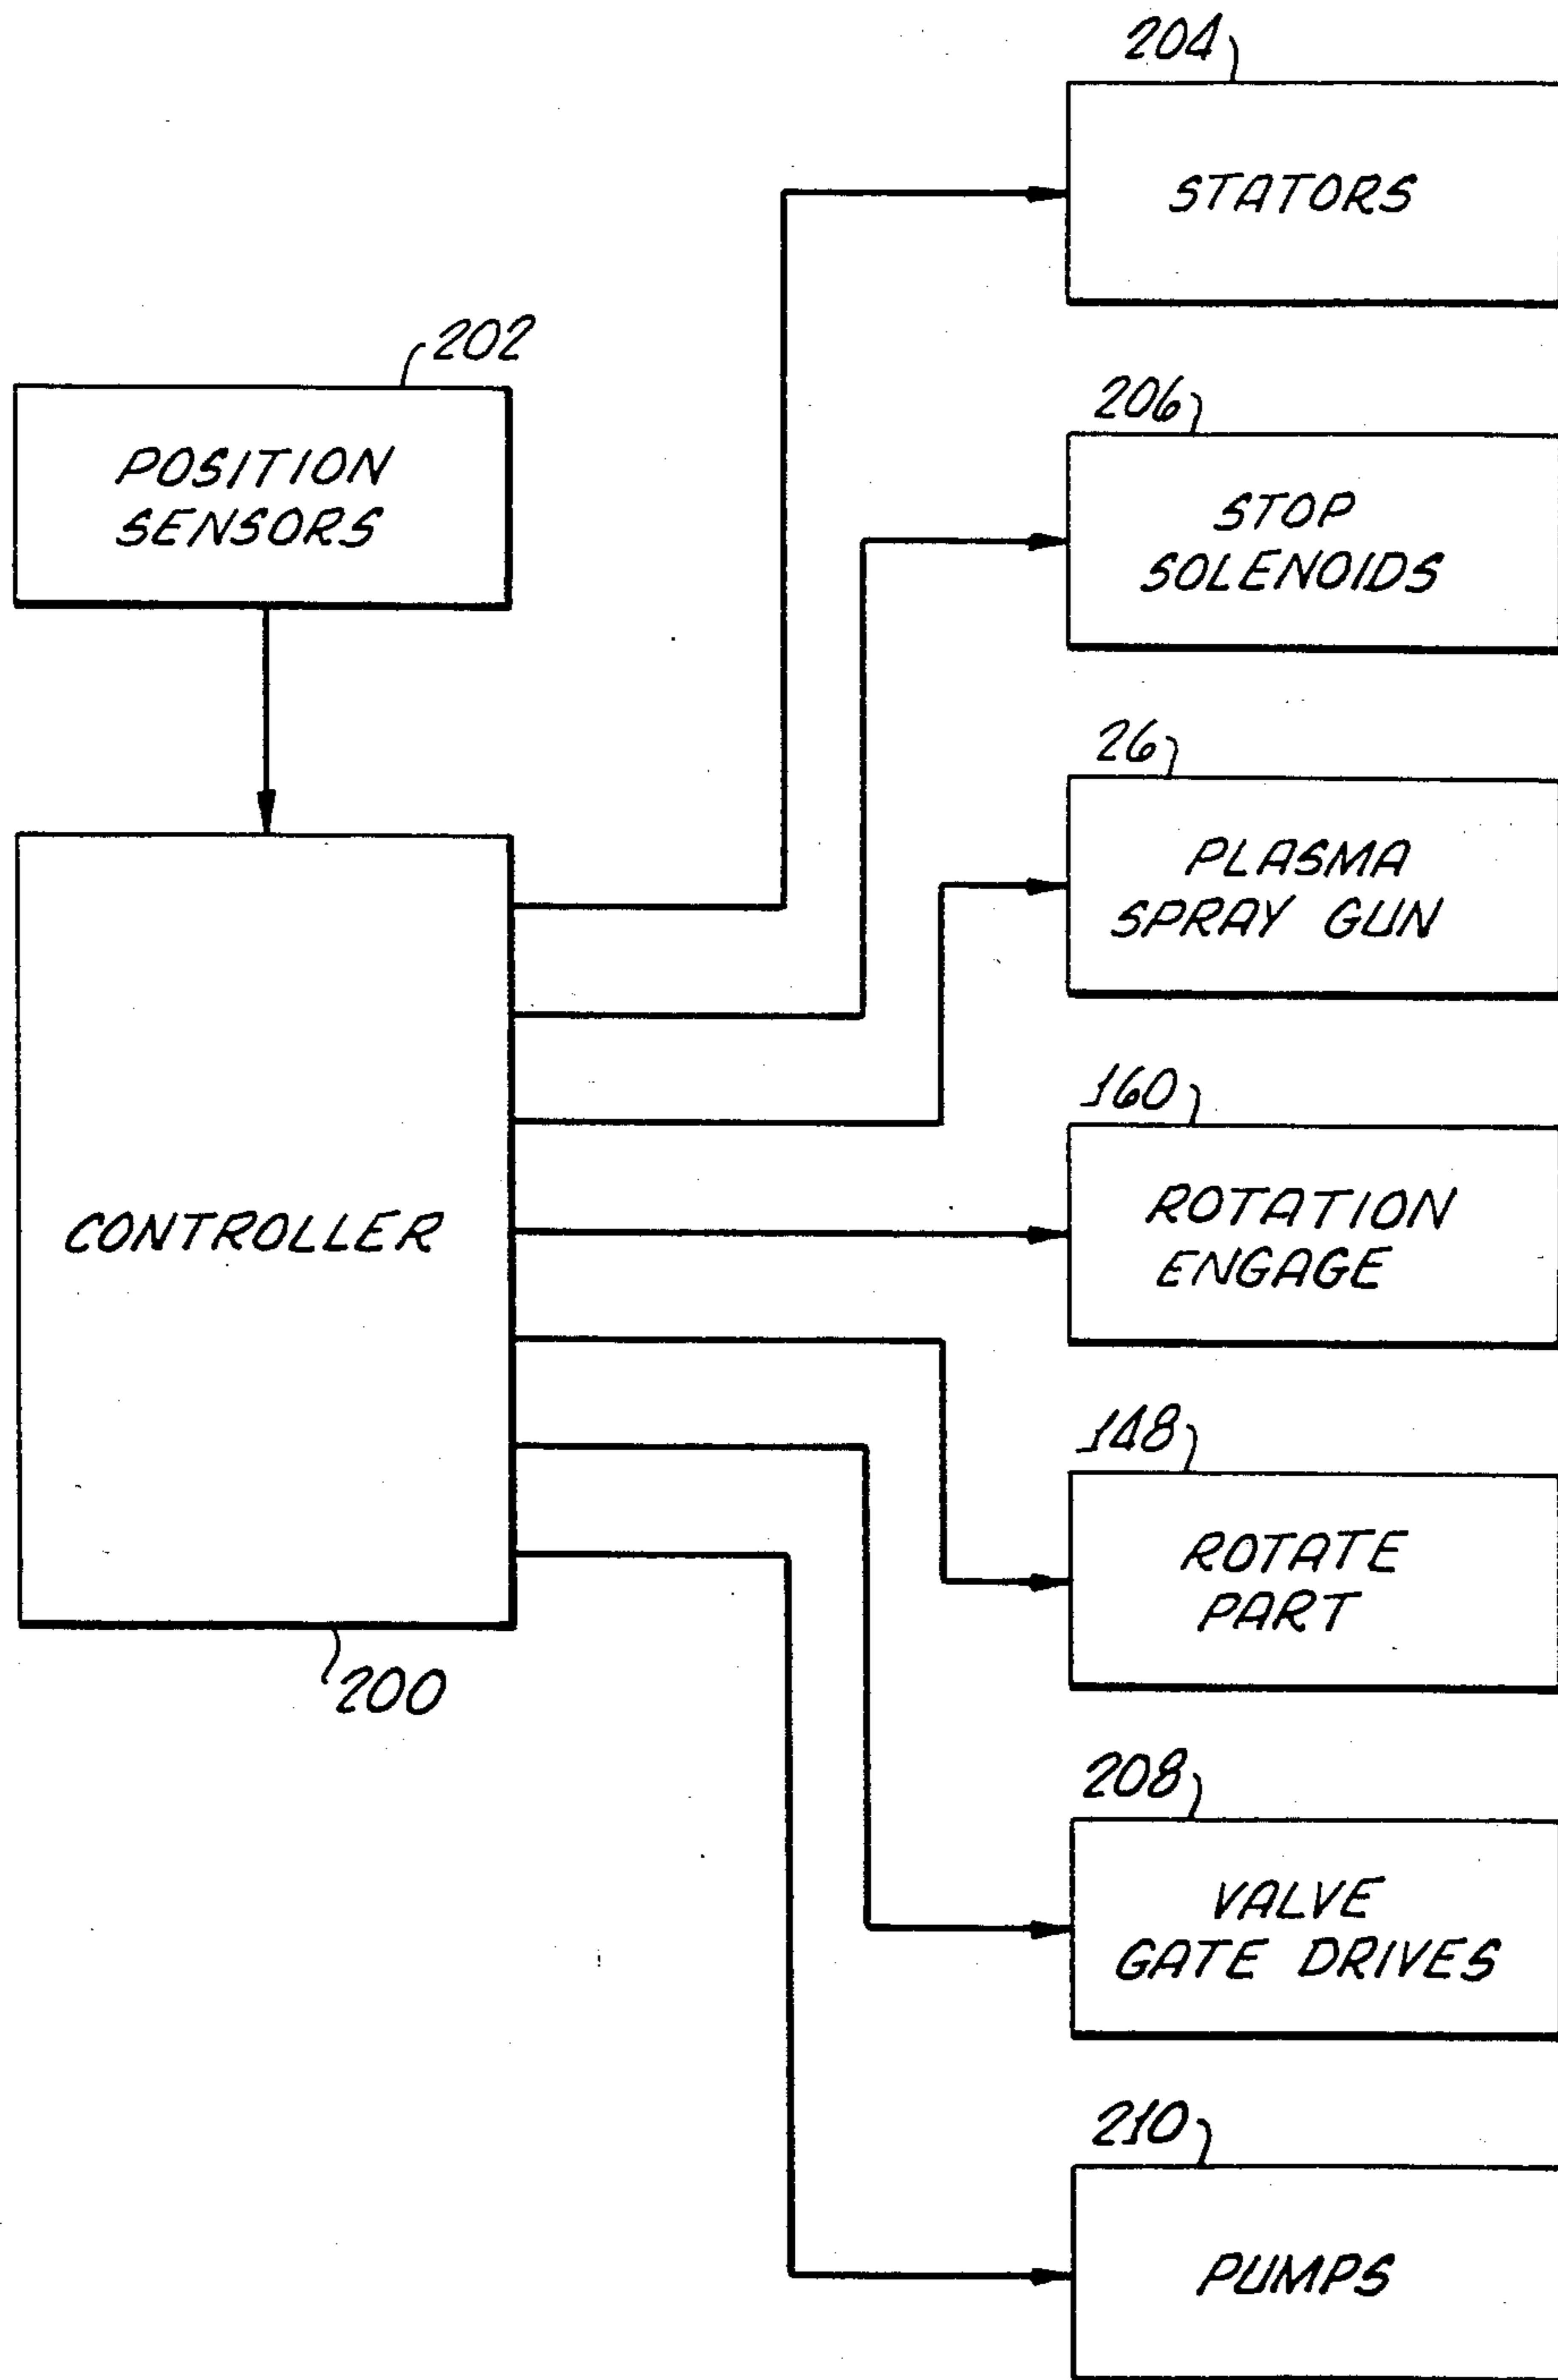 204
STATORS
202
POSITION
SENSORS
206
STOP
SOLENOIDS
26
PLASMA
SPRAY GUN
160
ROTATION
ENGAGE
CONTROLLER
200
148
ROTATE
PART
208
VALVE
GATE DRIVES
210
PUMPS